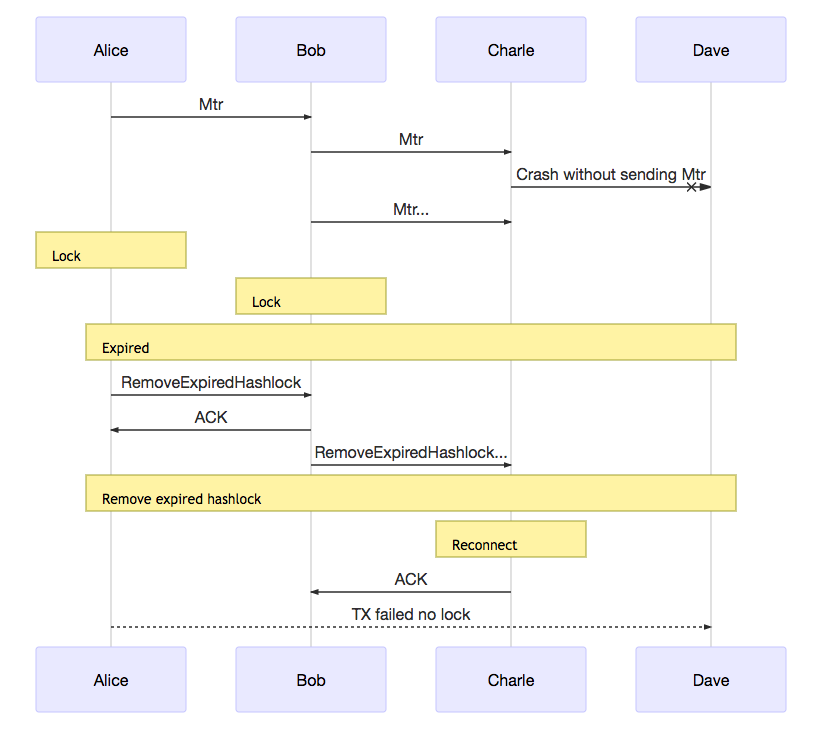 Alice Bob Charle Dave
Mtr
Mtr
Crash without sending Mtr
Mtr...
Lock
Lock
Expired
RemoveExpiredHashlock
ACK
RemoveExpiredHashlock...
Remove expired hashlock
Reconnect
ACK
TX failed no lock
Alice Bob Charle Dave